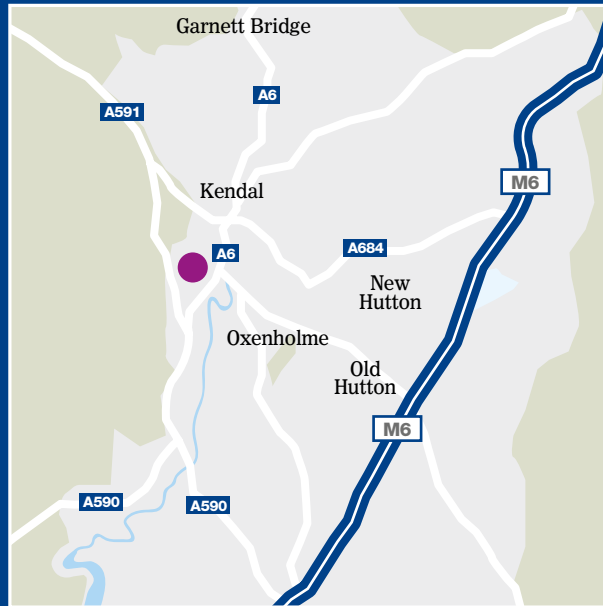 Garnett Bridge
A6
A591
M6
Kendal
A6
A684
New
Hutton
Oxenholme
Old
Hutton
M6
A590
A590